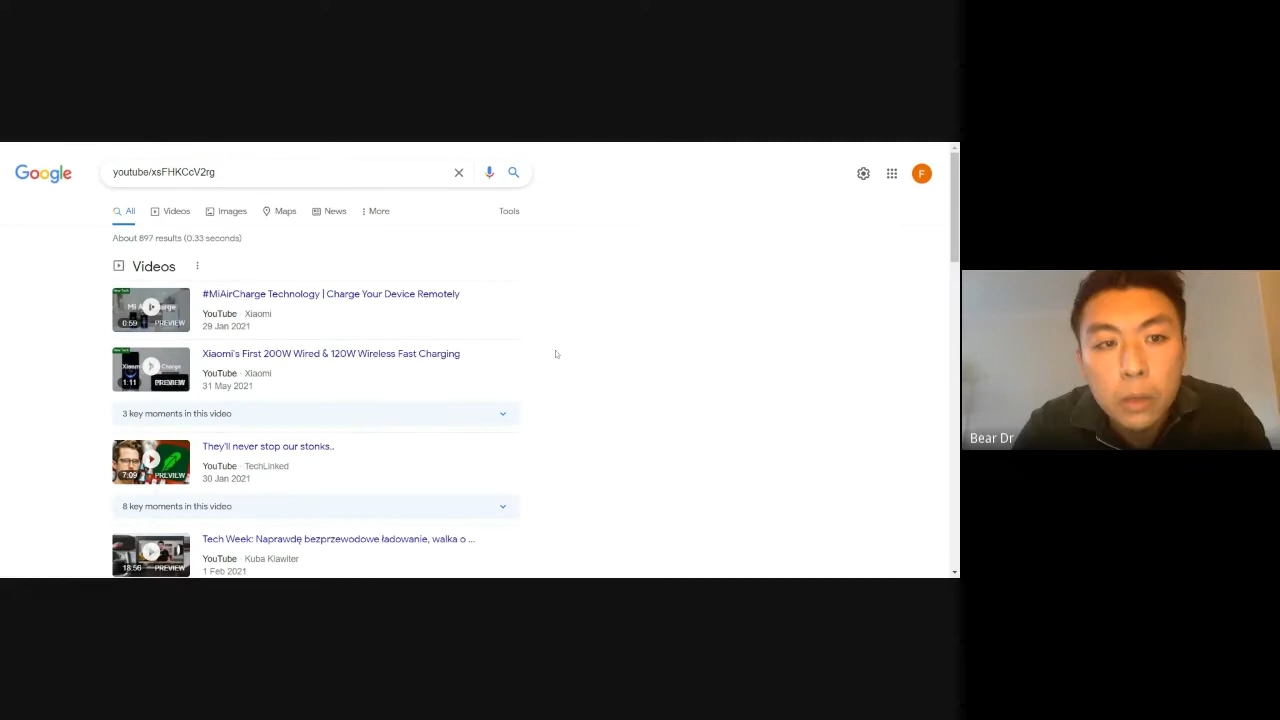 Google
youtube/xsFHKCcV2rg
All
Videos
Images
Maps
News
More
Tools
About 897 results (0.33 seconds)
Videos
0:59
PREVIEW
#MiAirCharge Technology | Charge Your Device Remotely
YouTube · Xiaomi
29 Jan 2021
1:11
PREVIEW
Xiaomi's First 200W Wired & 120W Wireless Fast Charging
YouTube · Xiaomi
31 May 2021
3 key moments in this video
7:09
PREVIEW
They'll never stop our stonks..
YouTube · TechLinked
30 Jan 2021
8 key moments in this video
18:56
PREVIEW
Tech Week: Naprawdę bezprzewodowe ładowanie, walka o ...
YouTube · Kuba Klawiter
1 Feb 2021
F
Bear Dr